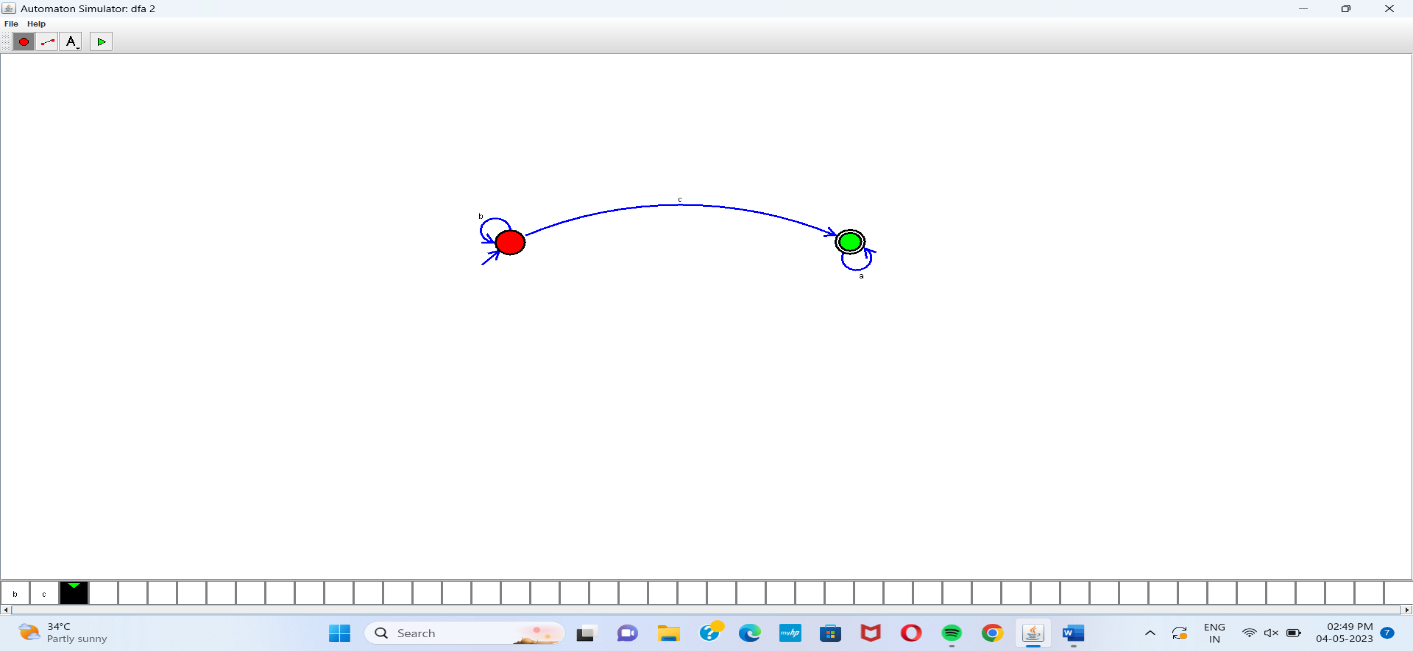 Automaton Simulator: dfa 2
File Help
A
c
b
a
b c
34°C
Partly sunny
Search
myhp
W
ENG
IN
02:49 PM
04-05-2023
7